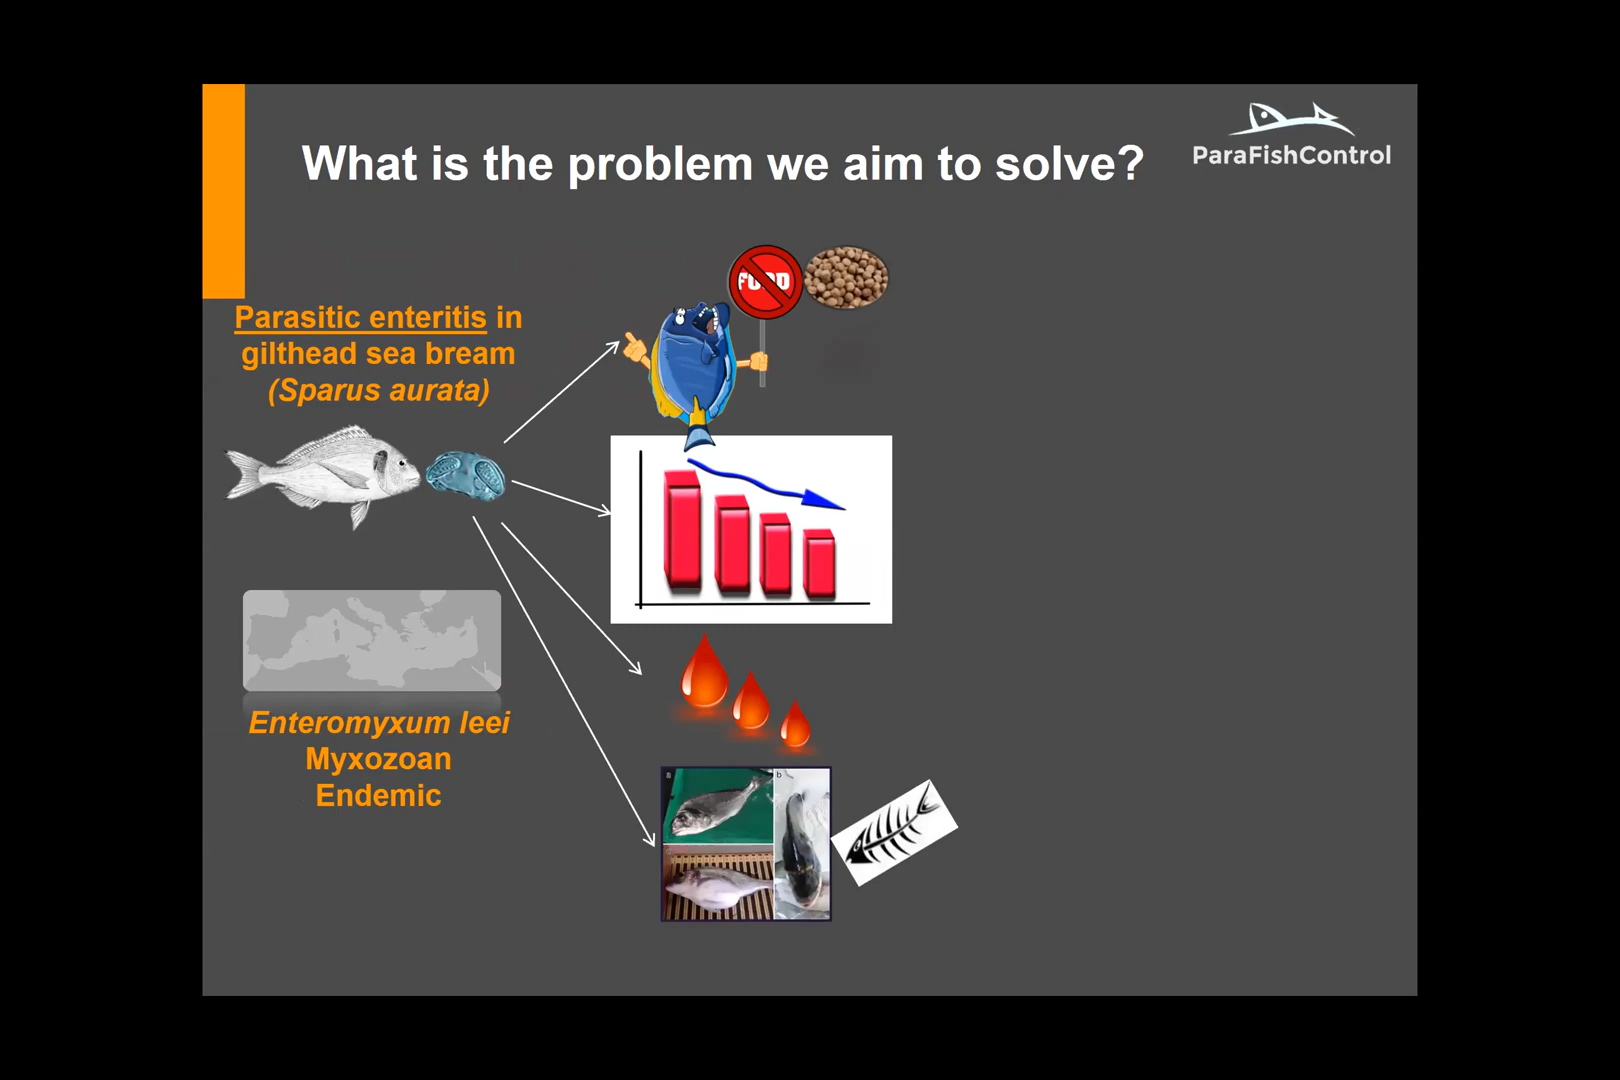 What is the problem we aim to solve?
ParaFishControl
FOOD
Parasitic enteritis in
gilthead sea bream
(Sparus aurata)
Enteromyxum leei
Myxozoan
Endemic
a
b